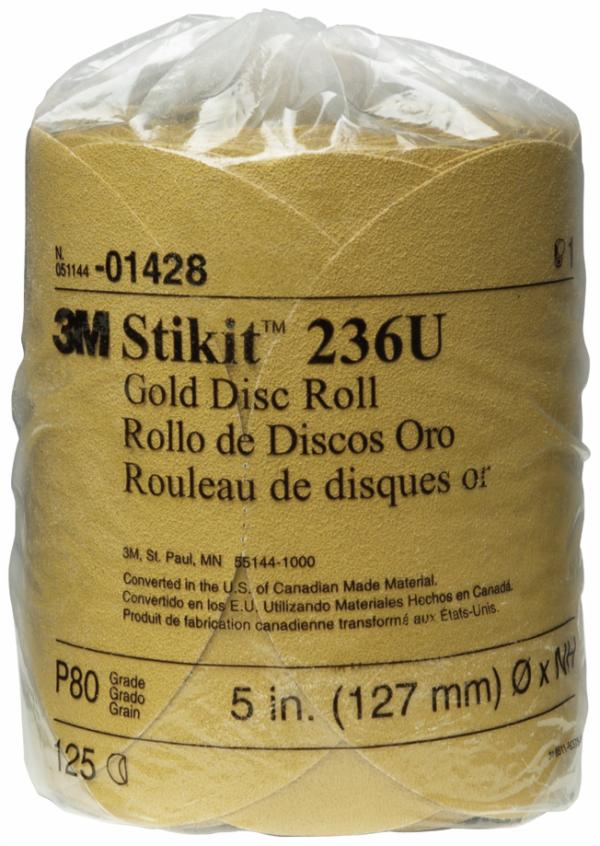 N.
051144-01428
1
3M Stikit™ 236U
Gold Disc Roll
Rollo de Discos Oro
Rouleau de disques or
3M, St. Paul, MN 55144-1000
Converted in the U.S. of Canadian Made Material.
Convertido en los E.U. Utilizando Materiales Hechos en Canadá.
Produit de fabrication canadienne transformé aux États-Unis.
P80 Grade
Grado
Grain
5 in. (127 mm) Ø x NH
125